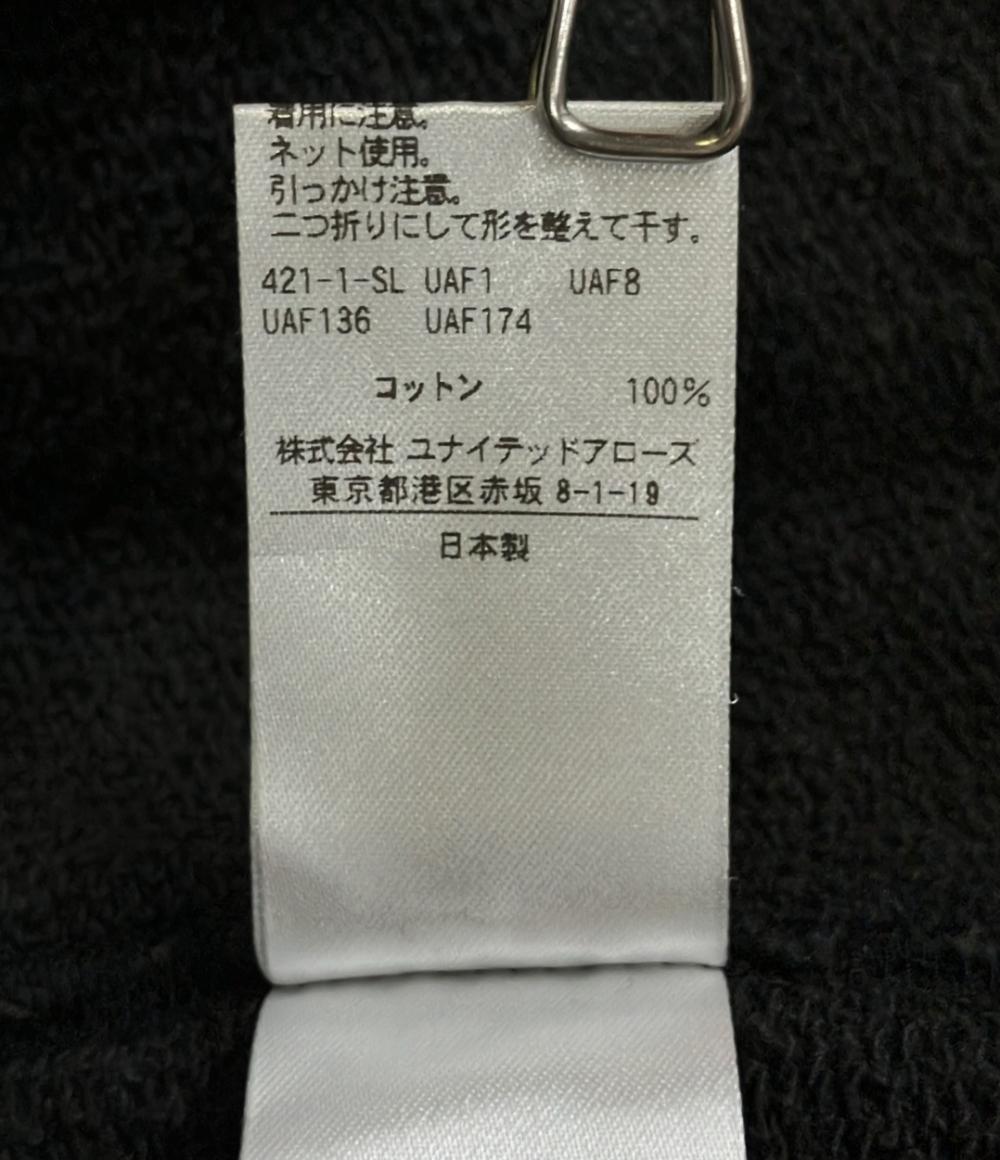 着用に注意。
ネット使用。
引っかけ注意。
二つ折りにして形を整えて干す。
421-1-SL UAF1 UAF8
UAF136 UAF174
コットン 100%
株式会社 ユナイテッドアローズ
東京都港区赤坂 8-1-19
日本製